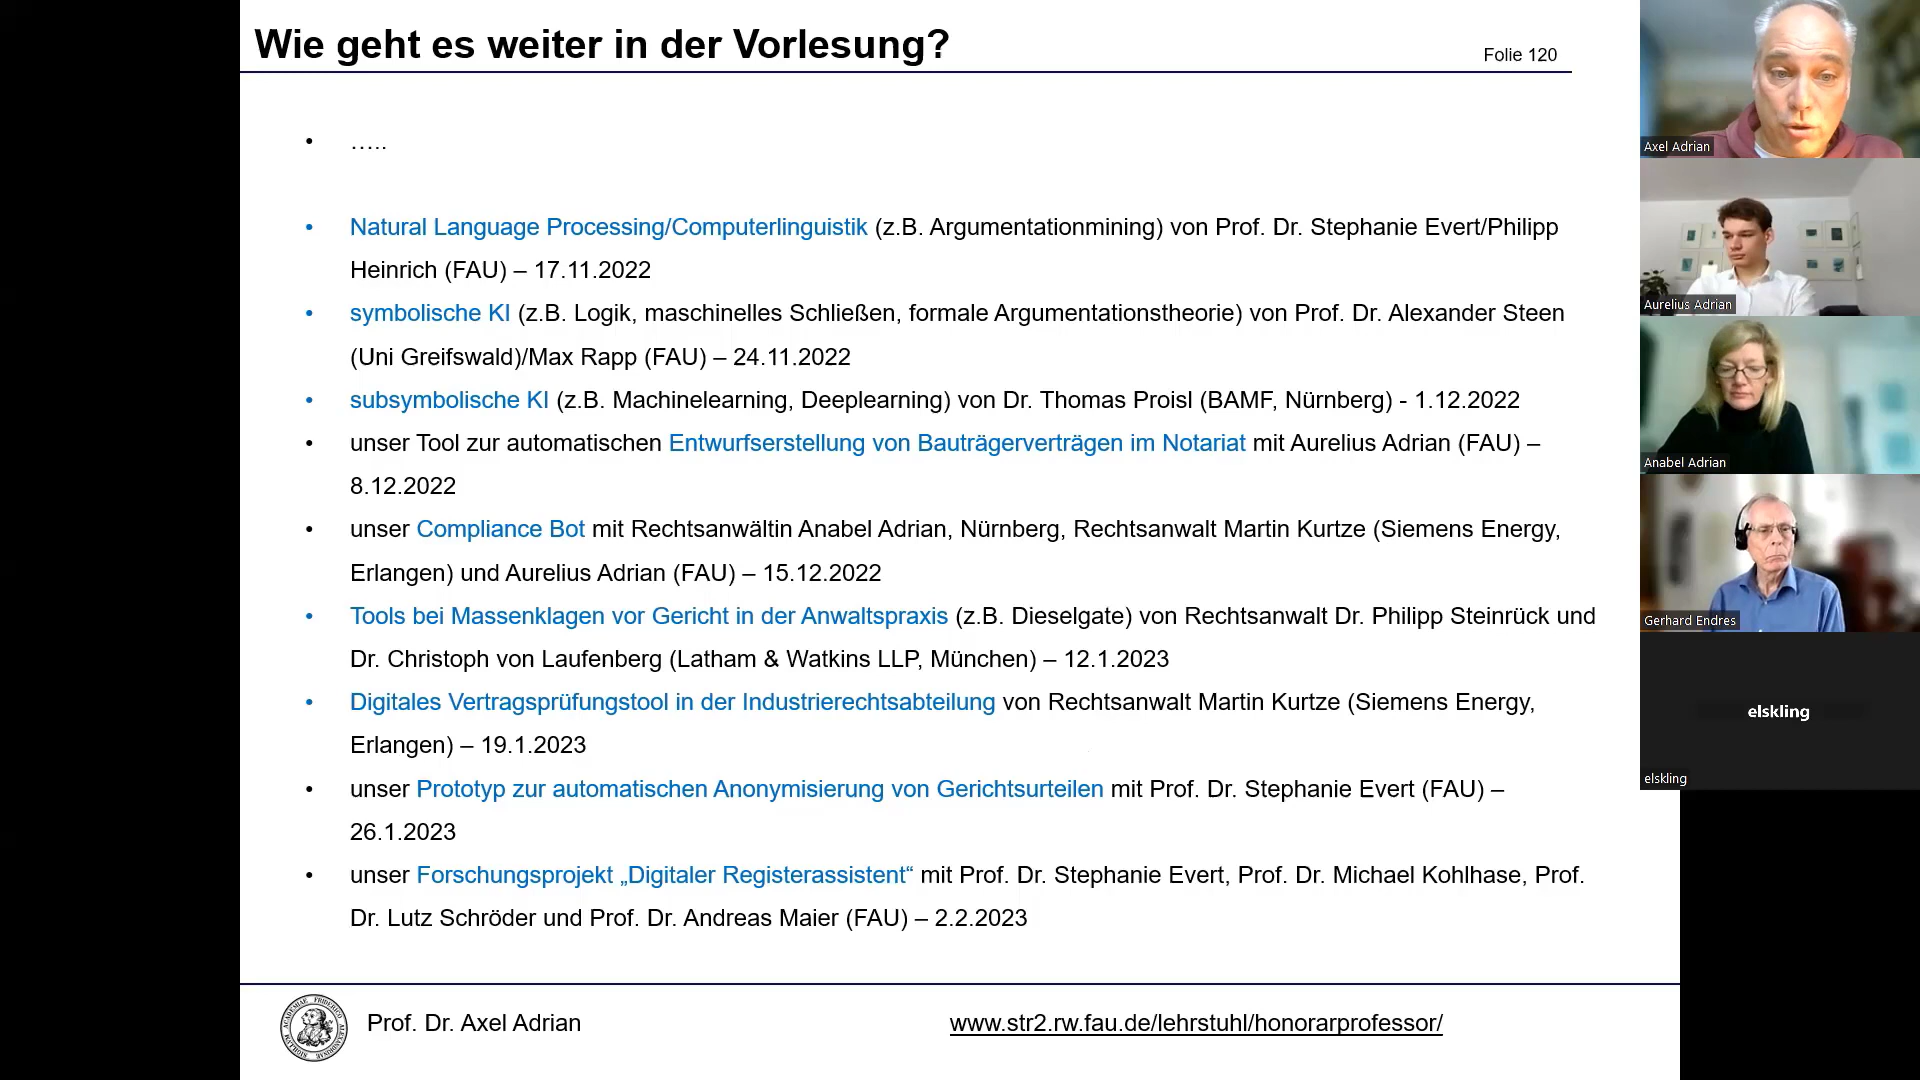 Wie geht es weiter in der Vorlesung?
Folie 120
• …..
• Natural Language Processing/Computerlinguistik (z.B. Argumentationmining) von Prof. Dr. Stephanie Evert/Philipp
Heinrich (FAU) – 17.11.2022
• symbolische KI (z.B. Logik, maschinelles Schließen, formale Argumentationstheorie) von Prof. Dr. Alexander Steen
(Uni Greifswald)/Max Rapp (FAU) – 24.11.2022
• subsymbolische KI (z.B. Machinelearning, Deeplearning) von Dr. Thomas Proisl (BAMF, Nürnberg) - 1.12.2022
• unser Tool zur automatischen Entwurfserstellung von Bauträgerverträgen im Notariat mit Aurelius Adrian (FAU) –
8.12.2022
• unser Compliance Bot mit Rechtsanwältin Anabel Adrian, Nürnberg, Rechtsanwalt Martin Kurtze (Siemens Energy,
Erlangen) und Aurelius Adrian (FAU) – 15.12.2022
• Tools bei Massenklagen vor Gericht in der Anwaltspraxis (z.B. Dieselgate) von Rechtsanwalt Dr. Philipp Steinrück und
Dr. Christoph von Laufenberg (Latham & Watkins LLP, München) – 12.1.2023
• Digitales Vertragsprüfungstool in der Industrierechtsabteilung von Rechtsanwalt Martin Kurtze (Siemens Energy,
Erlangen) – 19.1.2023
• unser Prototyp zur automatischen Anonymisierung von Gerichtsurteilen mit Prof. Dr. Stephanie Evert (FAU) –
26.1.2023
• unser Forschungsprojekt „Digitaler Registerassistent“ mit Prof. Dr. Stephanie Evert, Prof. Dr. Michael Kohlhase, Prof.
Dr. Lutz Schröder und Prof. Dr. Andreas Maier (FAU) – 2.2.2023
Prof. Dr. Axel Adrian
www.str2.rw.fau.de/lehrstuhl/honorarprofessor/
Axel Adrian
Aurelius Adrian
Anabel Adrian
Gerhard Endres
elskling
elskling